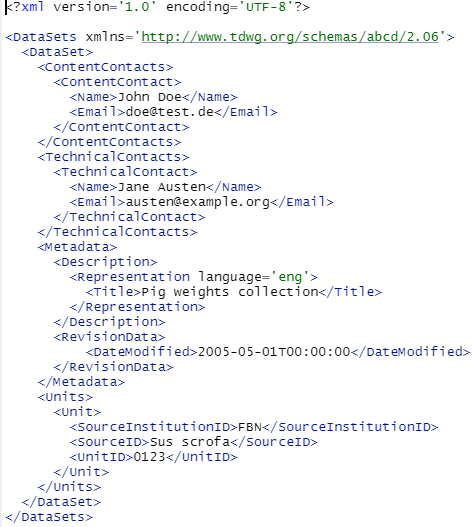 <?xml version='1.0' encoding='UTF-8'?>
<DataSets xmlns='http://www.tdwg.org/schemas/abcd/2.06'>
  <DataSet>
    <ContentContacts>
      <ContentContact>
        <Name>John Doe</Name>
        <Email>doe@test.de</Email>
      </ContentContact>
    </ContentContacts>
    <TechnicalContacts>
      <TechnicalContact>
        <Name>Jane Austen</Name>
        <Email>austen@example.org</Email>
      </TechnicalContact>
    </TechnicalContacts>
    <Metadata>
      <Description>
        <Representation language='eng'>
          <Title>Pig weights collection</Title>
        </Representation>
      </Description>
      <RevisionData>
          <DateModified>2005-05-01T00:00:00</DateModified>
      </RevisionData>
    </Metadata>
    <Units>
      <Unit>
        <SourceInstitutionID>FBN</SourceInstitutionID>
        <SourceID>Sus scrofa</SourceID>
        <UnitID>0123</UnitID>
      </Unit>
    </Units>
  </DataSet>
</DataSets>